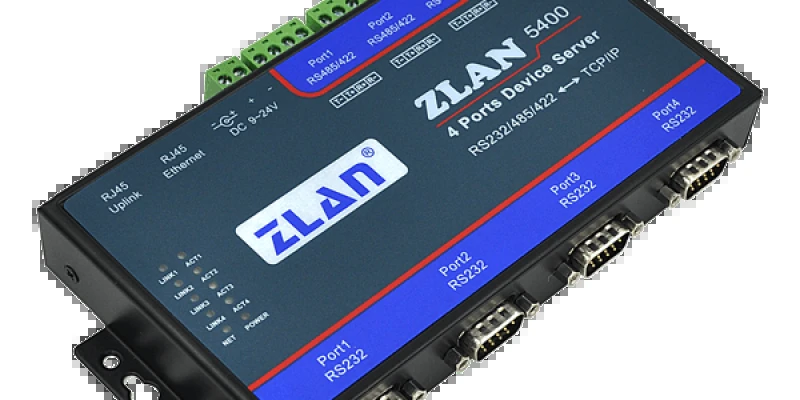 Port1
RS485/422
Port2
RS485/422
T-|T+|R+|R-
T-|T+|R+|R-
T-|T+|R+|R-
ZLAN 5400
4 Ports Device Server
RS232/485/422 ↔ TCP/IP
DC 9-24V
+ -
RJ45
Ethernet
RJ45
Uplink
ZLAN®
LINK1 ACT1
LINK2 ACT2
LINK3 ACT3
LINK4 ACT4
NET POWER
Port1
RS232
Port2
RS232
Port3
RS232
Port4
RS232